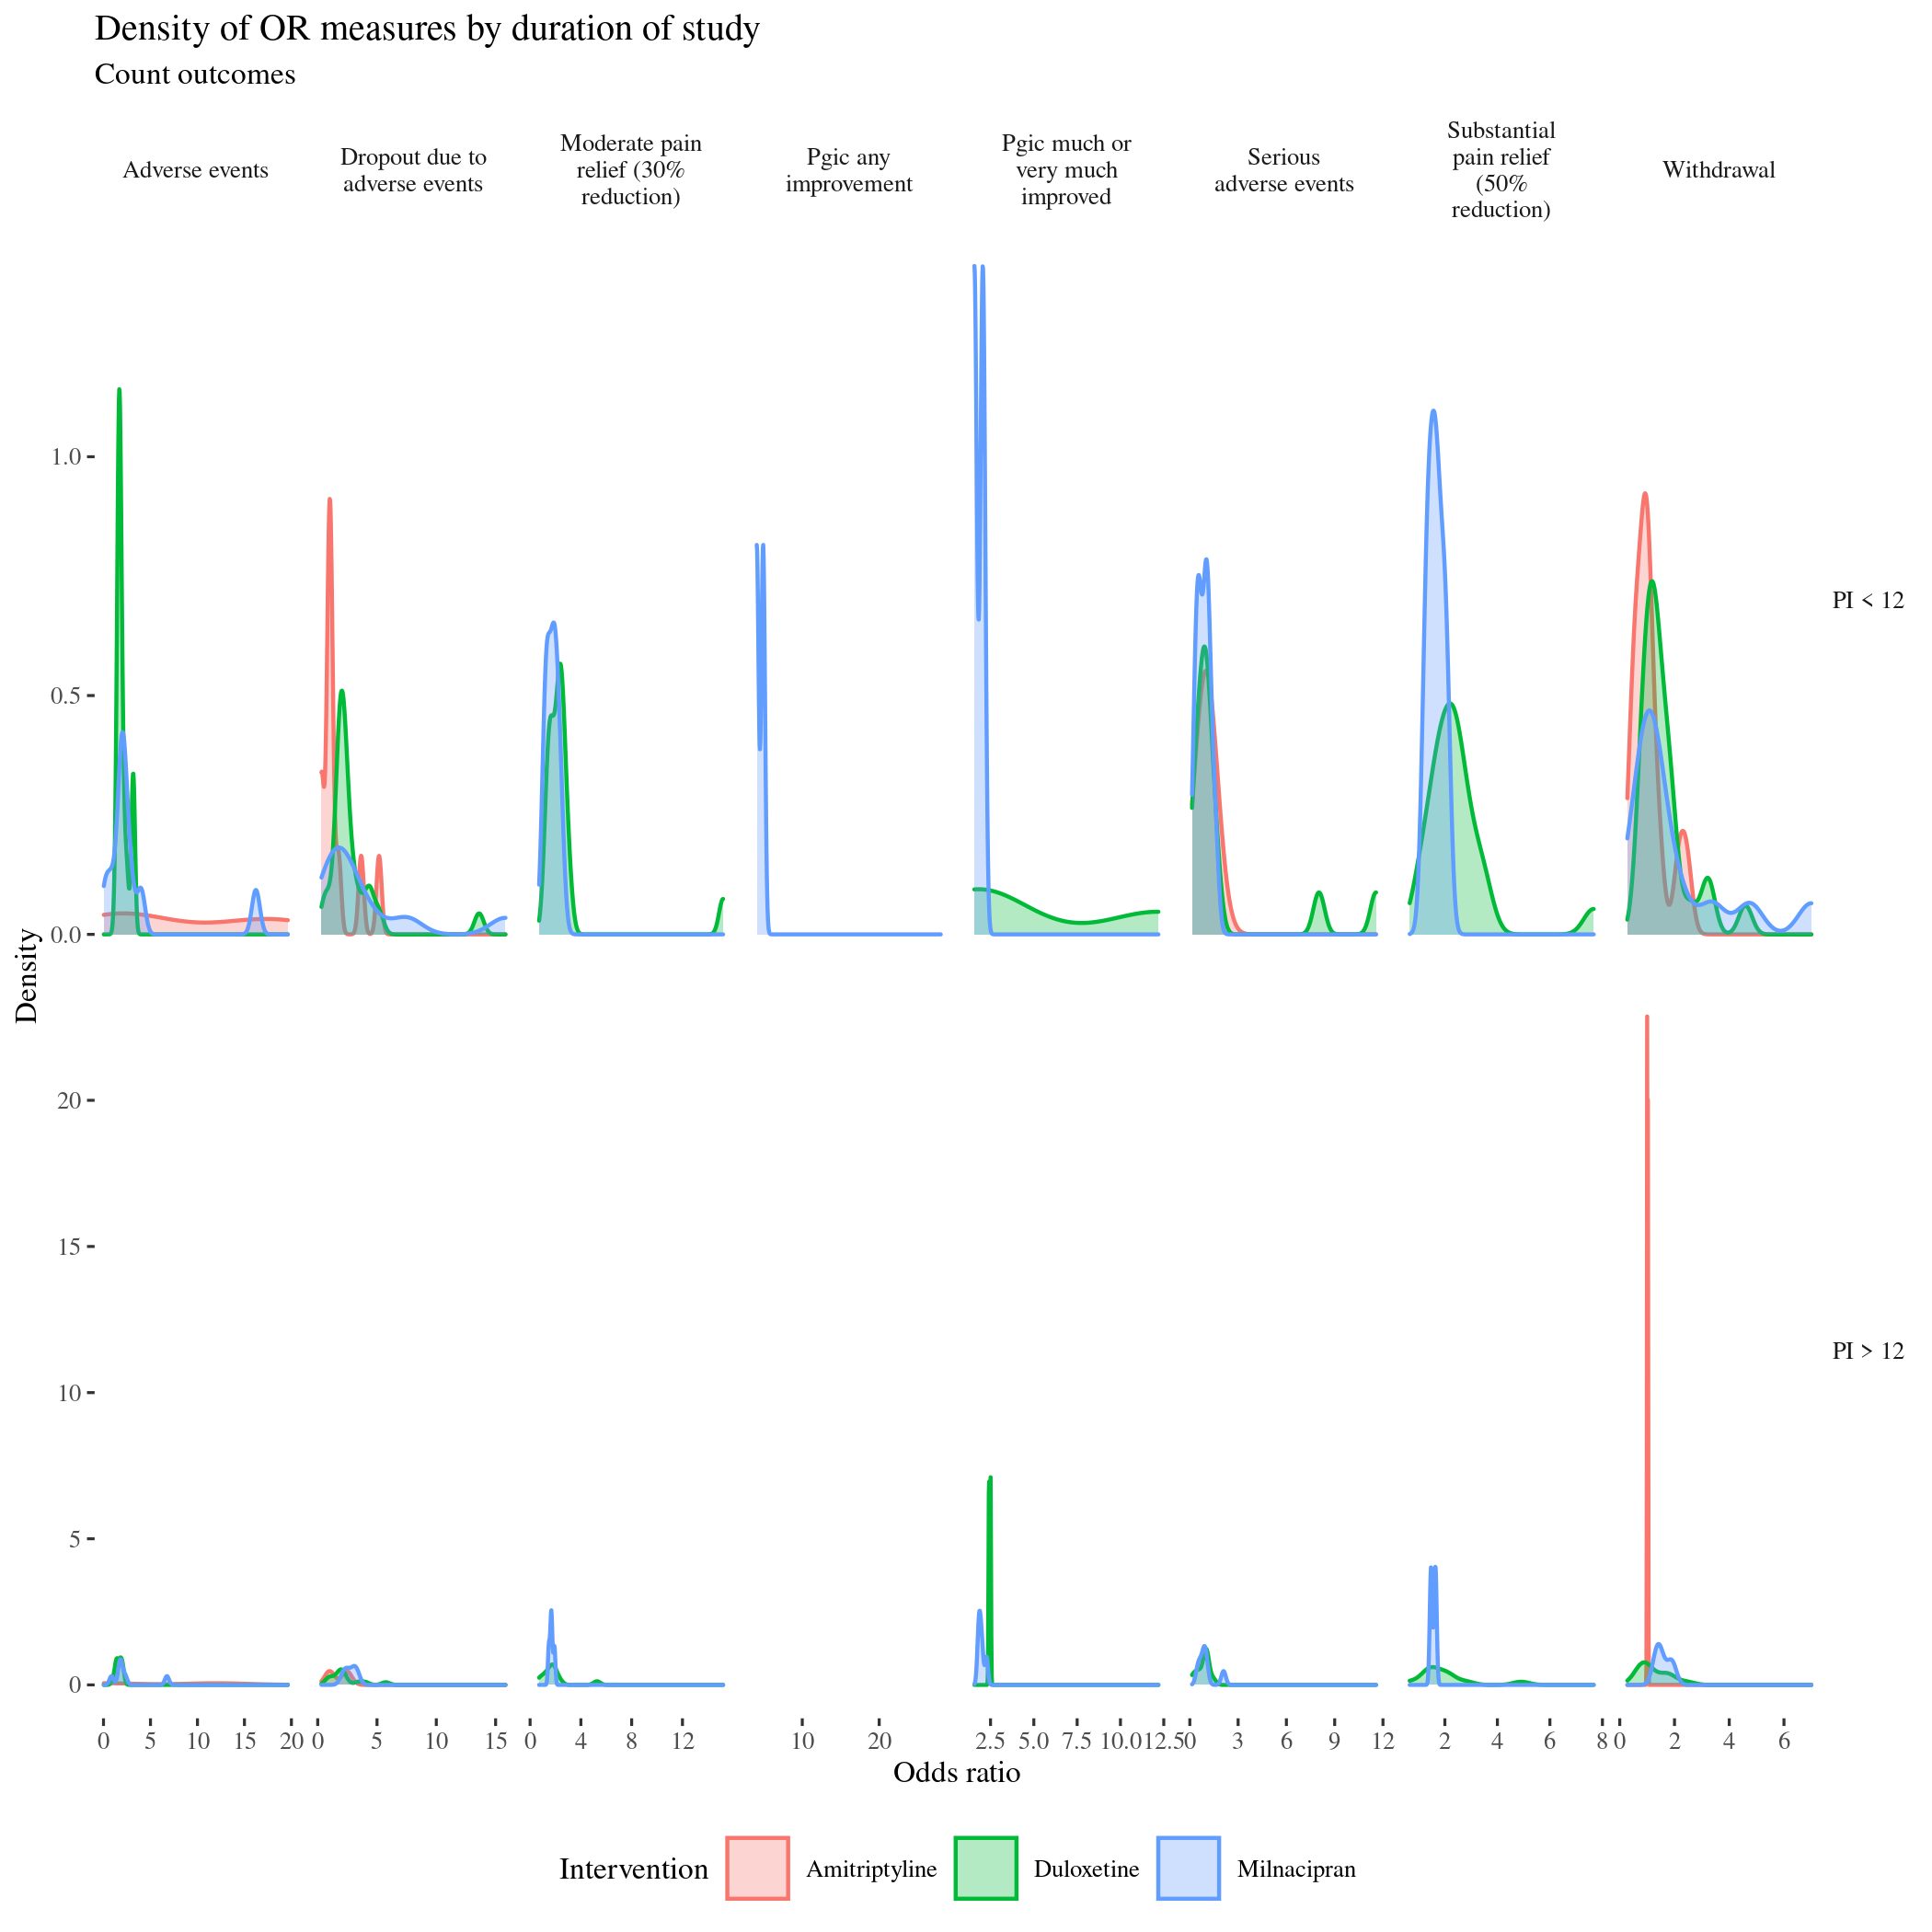 Density of OR measures by duration of study
Count outcomes
Adverse events
Dropout due to
adverse events
Moderate pain
relief (30%
reduction)
Pgic any
improvement
Pgic much or
very much
improved
Serious
adverse events
Substantial
pain relief
(50%
reduction)
Withdrawal
1.0
0.5
0.0
PI < 12
Density
20
15
10
5
0
PI > 12
0 5 10 15 20
0 5 10 15
0 4 8 12
10 20
2.5 5.0 7.5 10.0 12.5
0 3 6 9 12
2 4 6 8
0 2 4 6
Odds ratio
Intervention Amitriptyline Duloxetine Milnacipran